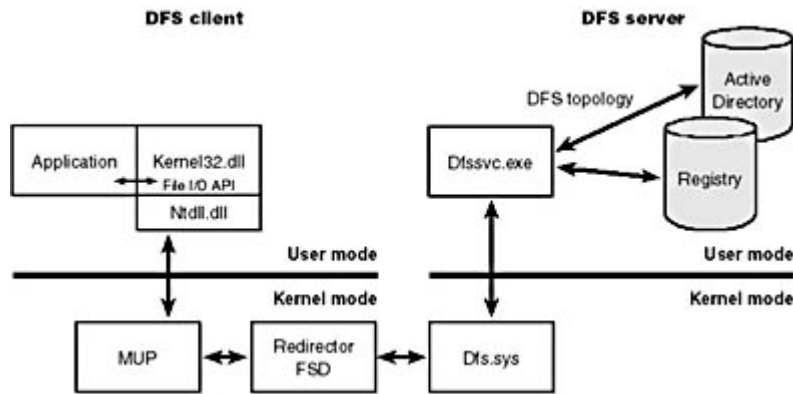 DFS client
DFS server
Active
Directory
DFS topology
Application
Kernel32.dll
File I/O API
Ntdll.dll
Dfssvc.exe
Registry
User mode
User mode
Kernel mode
Kernel mode
MUP
Redirector
FSD
Dfs.sys